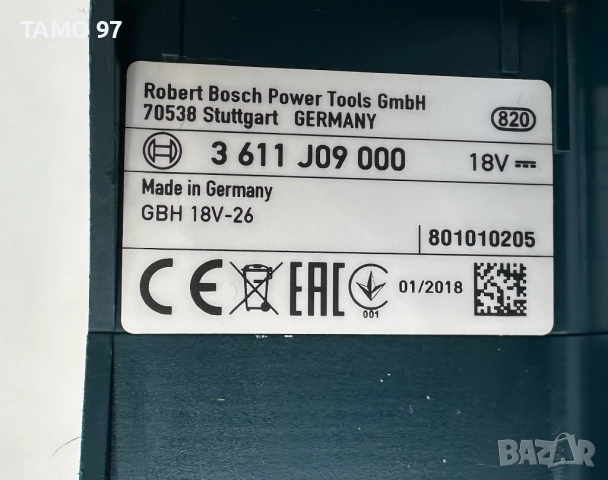 TAMO 97
Robert Bosch Power Tools GmbH
70538 Stuttgart GERMANY
820
3 611 J09 000
18V
Made in Germany
GBH 18V-26
801010205
CE
EAC
001
01/2018
BAZAR